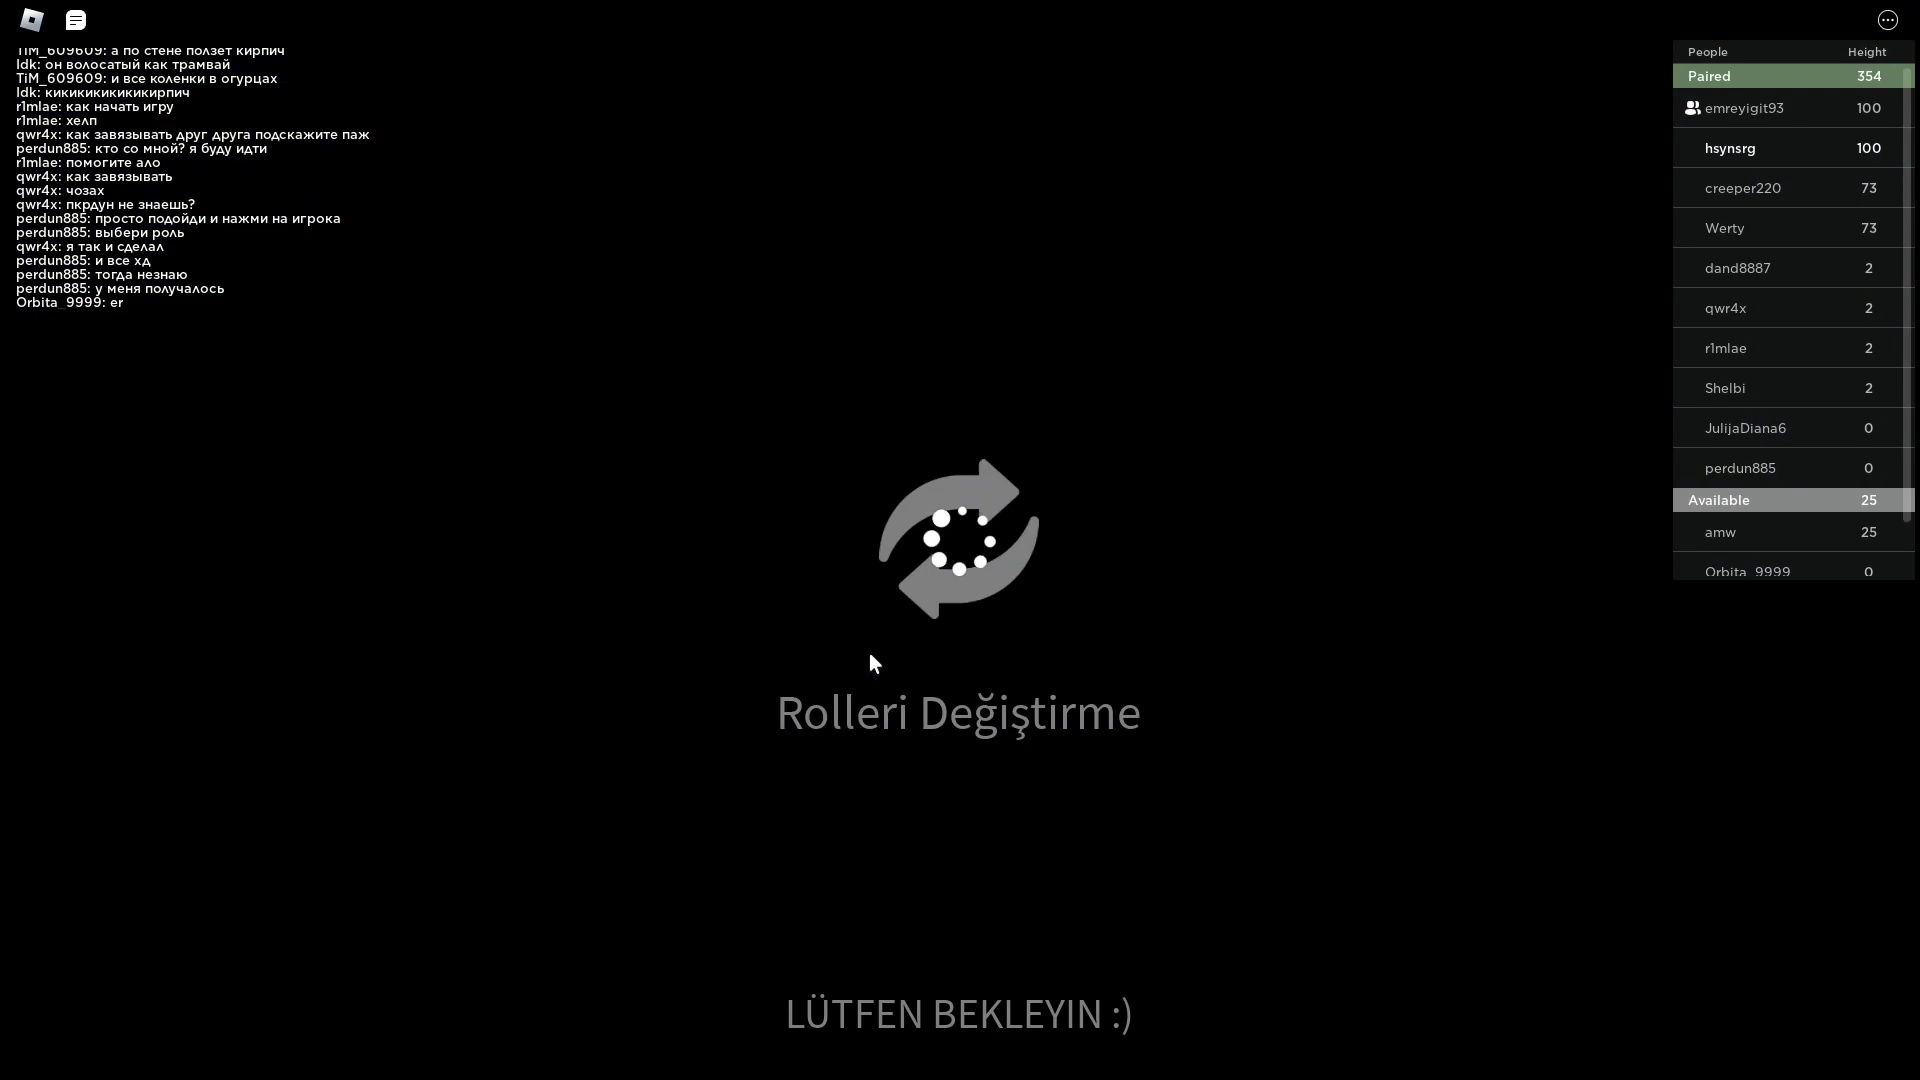 TiM_609609: а по стене ползет кирпич
Idk: он волосатый как трамвай
TiM_609609: и все коленки в огурцах
Idk: кикикикикикикирпич
r1mlae: как начать игру
r1mlae: хелп
qwr4x: как завязывать друг друга подскажите паж
perdun885: кто со мной? я буду идти
r1mlae: помогите ало
qwr4x: как завязывать
qwr4x: чозах
qwr4x: пкрдун не знаешь?
perdun885: просто подойди и нажми на игрока
perdun885: выбери роль
qwr4x: я так и сделал
perdun885: и все хд
perdun885: тогда незнаю
perdun885: у меня получалось
Orbita_9999: er
People Height
Paired 354
emreyigit93 100
hsynsrg 100
creeper220 73
Werty 73
dand8887 2
qwr4x 2
r1mlae 2
Shelbi 2
JulijaDiana6 0
perdun885 0
Available 25
amw 25
Orbita_9999 0
Rolleri Değiştirme
LÜTFEN BEKLEYIN :)